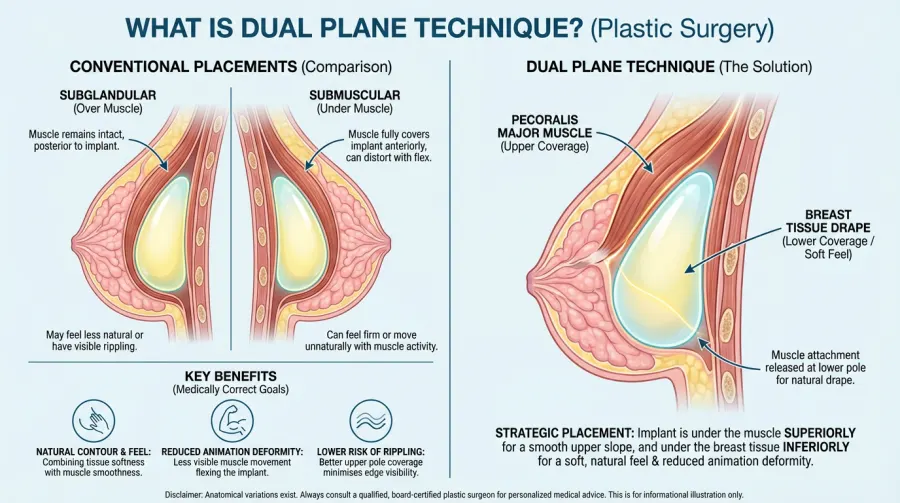 WHAT IS DUAL PLANE TECHNIQUE? (Plastic Surgery)
CONVENTIONAL PLACEMENTS (Comparison)
SUBGLANDULAR
(Over Muscle)
Muscle remains intact,
posterior to implant.
May feel less natural or
have visible rippling.
SUBMUSCULAR
(Under Muscle)
Muscle fully covers
implant anteriorly,
can distort with flex.
Can feel firm or move
unnaturally with muscle activity.
KEY BENEFITS
(Medically Correct Goals)
NATURAL CONTOUR & FEEL:
Combining tissue softness
with muscle smoothness.
REDUCED ANIMATION DEFORMITY:
Less visible muscle movement
flexing the implant.
LOWER RISK OF RIPPLING:
Better upper pole coverage
minimises edge visibility.
DUAL PLANE TECHNIQUE (The Solution)
PECORALIS
MAJOR MUSCLE
(Upper Coverage)
BREAST
TISSUE DRAPE
(Lower Coverage /
Soft Feel)
Muscle attachment
released at lower pole
for natural drape.
STRATEGIC PLACEMENT: Implant is under the muscle SUPERIORLY
for a smooth upper slope, and under the breast tissue INFERIORLY
for a soft, natural feel & reduced animation deformity.
Disclaimer: Anatomical variations exist. Always consult a qualified, board-certified plastic surgeon for personalized medical advice. This is for informational illustration only.